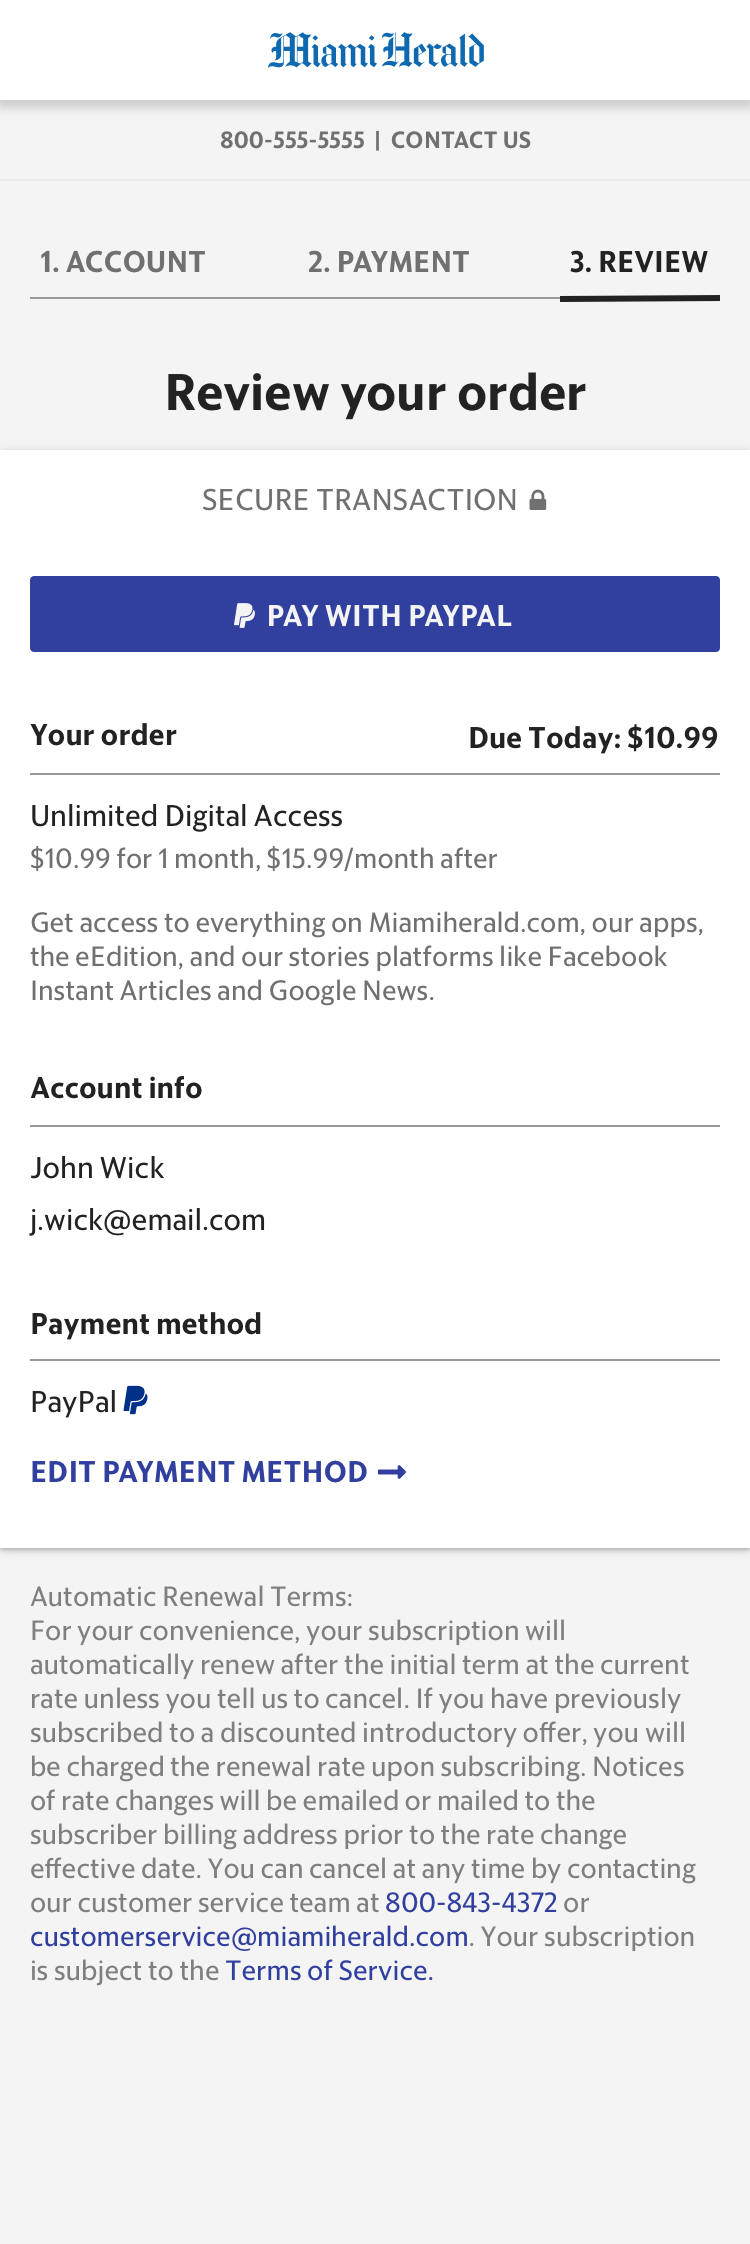 Miami Herald
800-555-5555 | CONTACT US
1. ACCOUNT 2. PAYMENT 3. REVIEW
Review your order
SECURE TRANSACTION
PAY WITH PAYPAL
Your order Due Today: $10.99
Unlimited Digital Access
$10.99 for 1 month, $15.99/month after
Get access to everything on Miamiherald.com, our apps,
the eEdition, and our stories platforms like Facebook
Instant Articles and Google News.
Account info
John Wick
j.wick@email.com
Payment method
PayPal
EDIT PAYMENT METHOD →
Automatic Renewal Terms:
For your convenience, your subscription will
automatically renew after the initial term at the current
rate unless you tell us to cancel. If you have previously
subscribed to a discounted introductory offer, you will
be charged the renewal rate upon subscribing. Notices
of rate changes will be emailed or mailed to the
subscriber billing address prior to the rate change
effective date. You can cancel at any time by contacting
our customer service team at 800-843-4372 or
customerservice@miamiherald.com. Your subscription
is subject to the Terms of Service.